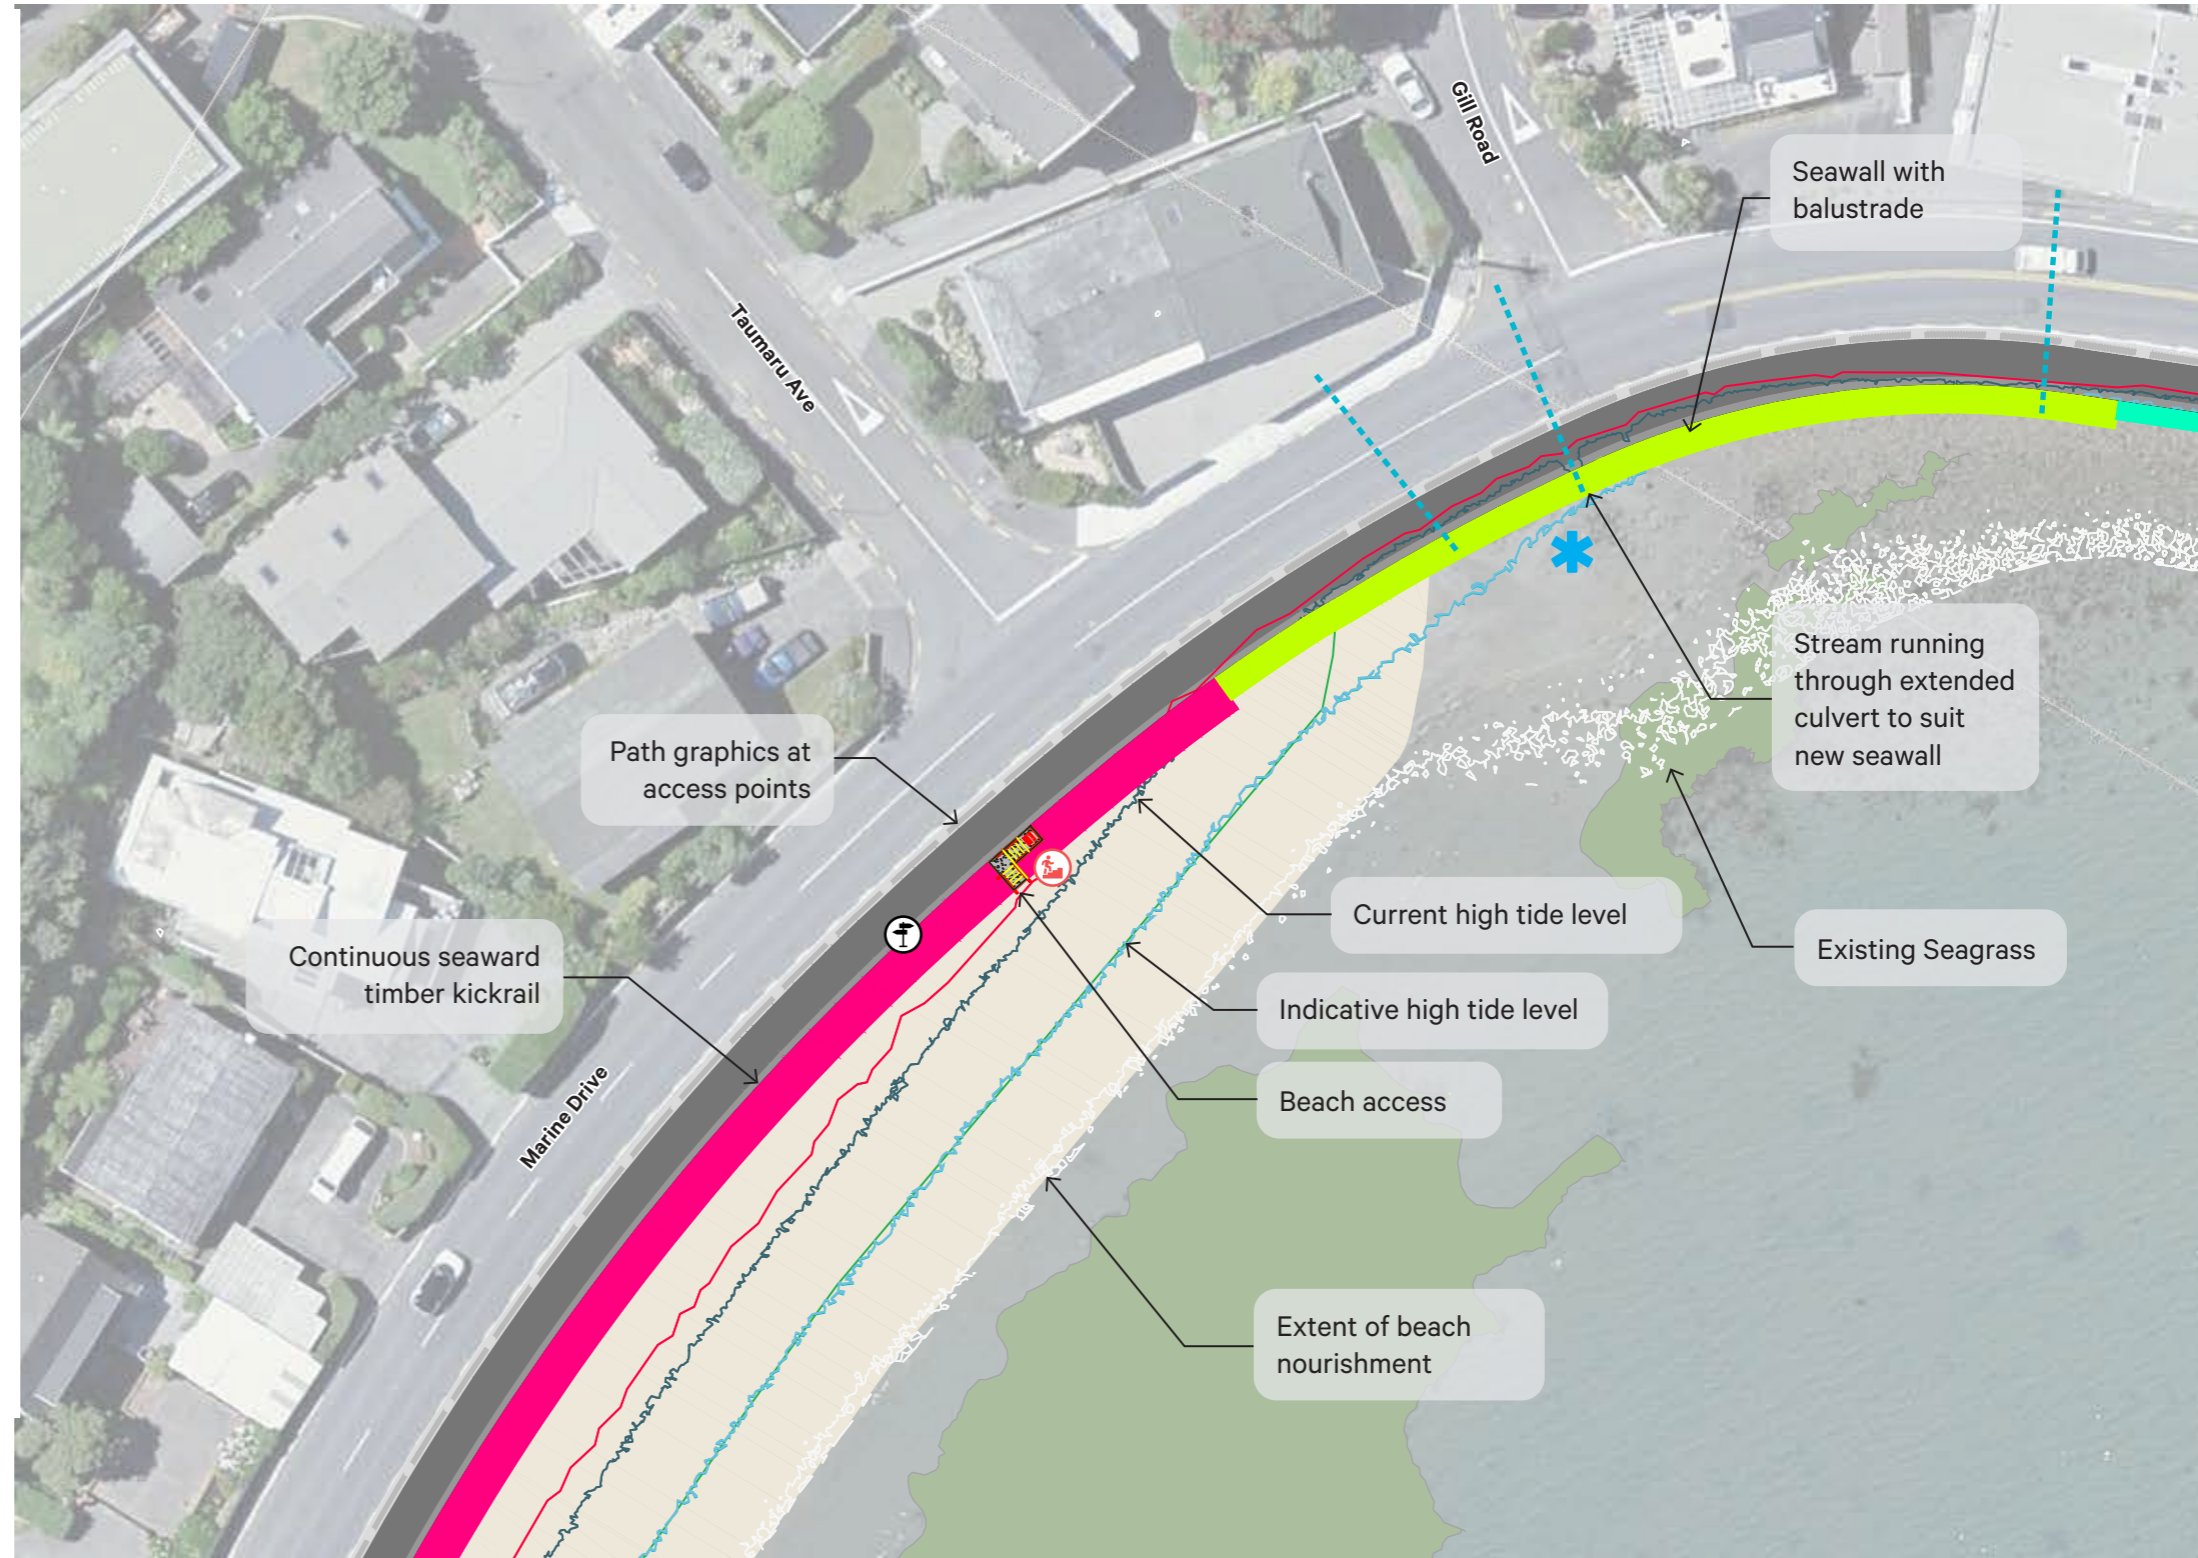 Gill Road
Seawall with
balustrade
Taumaru Ave
Stream running
through extended
culvert to suit
new seawall
Path graphics at
access points
Current high tide level
Existing Seagrass
Continuous seaward
timber kickrail
Indicative high tide level
Beach access
Marine Drive
Extent of beach
nourishment